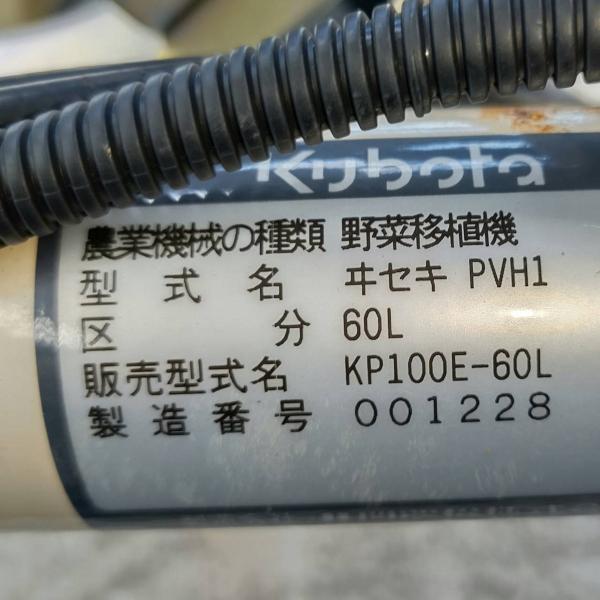 Kubota
農業機械の種類 野菜移植機
型式名 ヰセキ PVH1
区分 60L
販売型式名 KP100E-60L
製造番号 001228